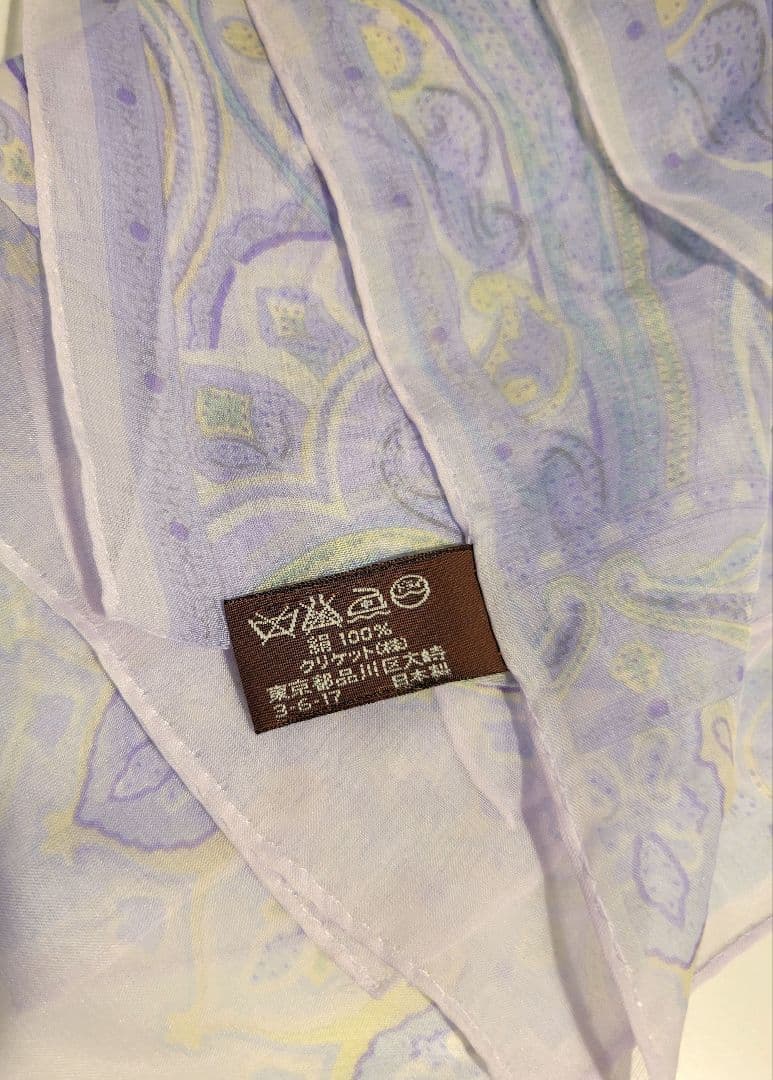 絹 100%
クリケット(株)
東京都品川区大崎
3-6-17 日本製